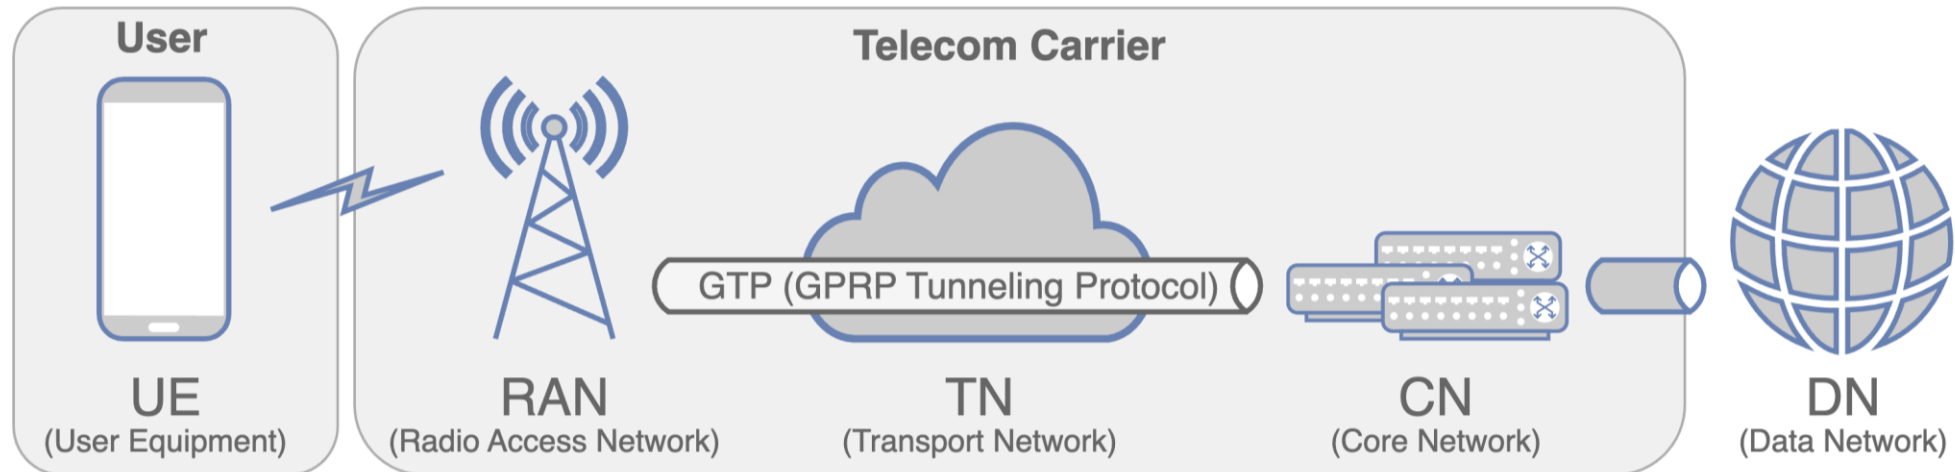 User
Telecom Carrier
GTP (GPRP Tunneling Protocol)
UE
(User Equipment)
RAN
(Radio Access Network)
TN
(Transport Network)
CN
(Core Network)
DN
(Data Network)